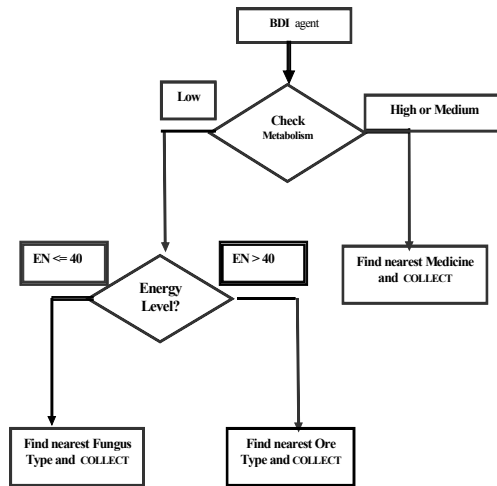 BDI agent
Low
High or Medium
Check
Metabolism
EN <= 40
EN > 40
Find nearest Medicine
and COLLECT
Energy
Level?
Find nearest Fungus
Type and COLLECT
Find nearest Ore
Type and COLLECT